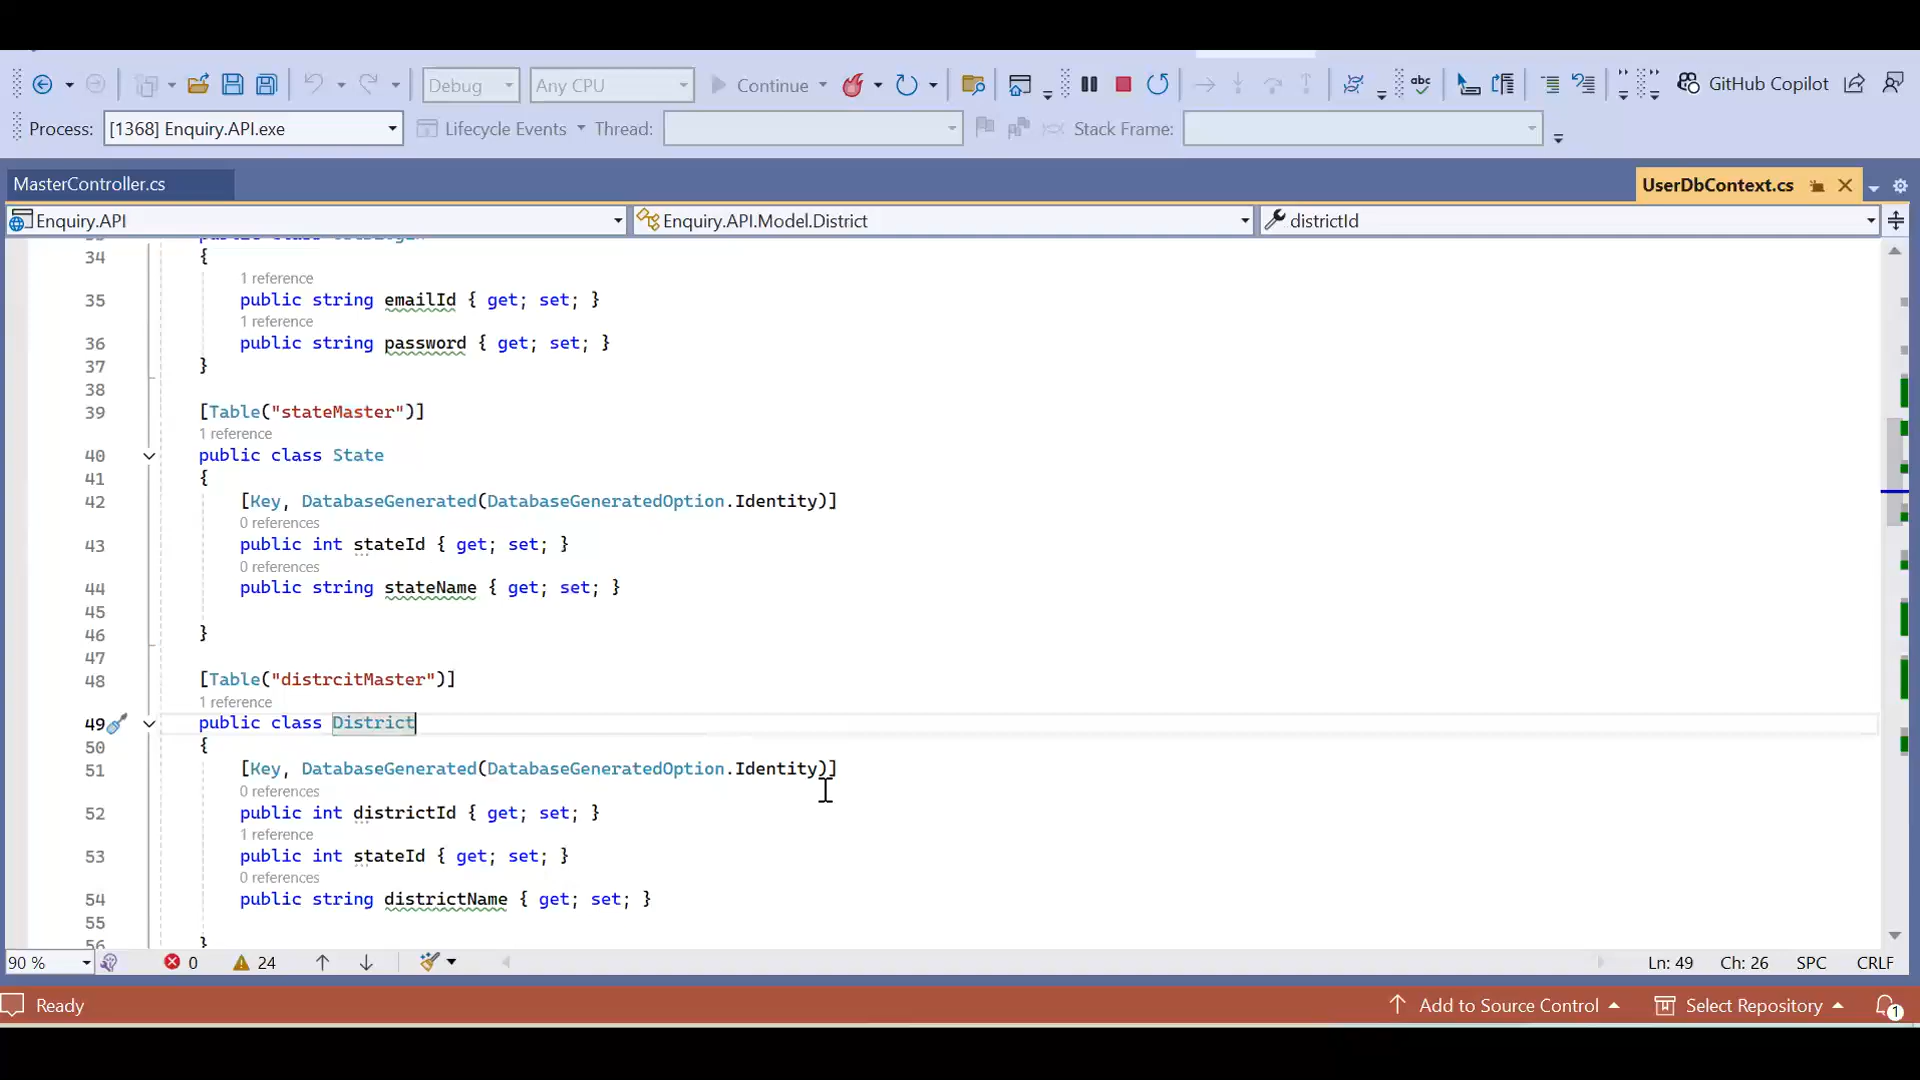 Debug
Any CPU
Continue
abc
GitHub Copilot
Process:
[1368] Enquiry.API.exe
Lifecycle Events
Thread:
Stack Frame:
MasterController.cs
UserDbContext.cs
Enquiry.API
Enquiry.API.Model.District
districtId
34 {
1 reference
35 public string emailId { get; set; }
1 reference
36 public string password { get; set; }
37 }
38
39 [Table("stateMaster")]
1 reference
40 public class State
41 {
42 [Key, DatabaseGenerated(DatabaseGeneratedOption.Identity)]
0 references
43 public int stateId { get; set; }
0 references
44 public string stateName { get; set; }
45
46 }
47
48 [Table("distrcitMaster")]
1 reference
49 public class District
50 {
51 [Key, DatabaseGenerated(DatabaseGeneratedOption.Identity)]
0 references
52 public int districtId { get; set; }
1 reference
53 public int stateId { get; set; }
0 references
54 public string districtName { get; set; }
55
56 }
90 %
0
24
Ln: 49
Ch: 26
SPC
CRLF
Ready
Add to Source Control
Select Repository
1